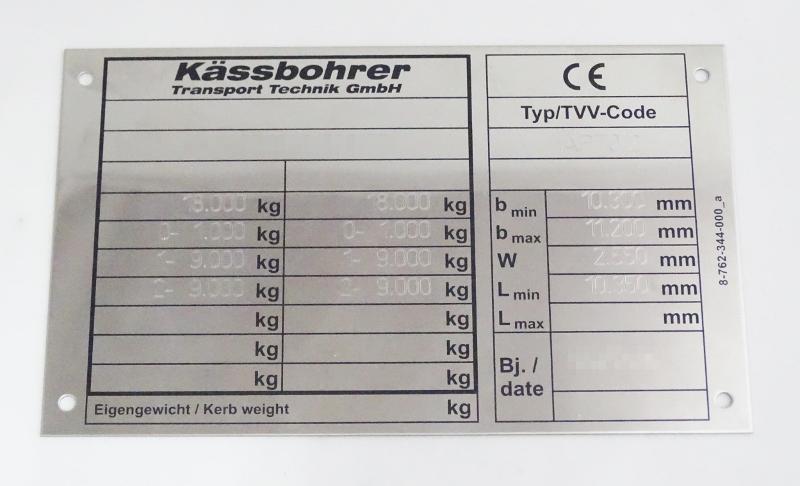 Kässbohrer
Transport Technik GmbH
18.000 kg 18.000 kg
0- 1.000 kg 0- 1.000 kg
1- 9.000 kg 1- 9.000 kg
2- 9.000 kg 2- 9.000 kg
kg kg
kg kg
kg kg
Eigengewicht / Kerb weight kg
CE
Typ/TVV-Code
b min 10.300 mm
b max 11.200 mm
W 2.550 mm
L min 10.350 mm
L max mm
Bj. /
date
8-762-344-000_a